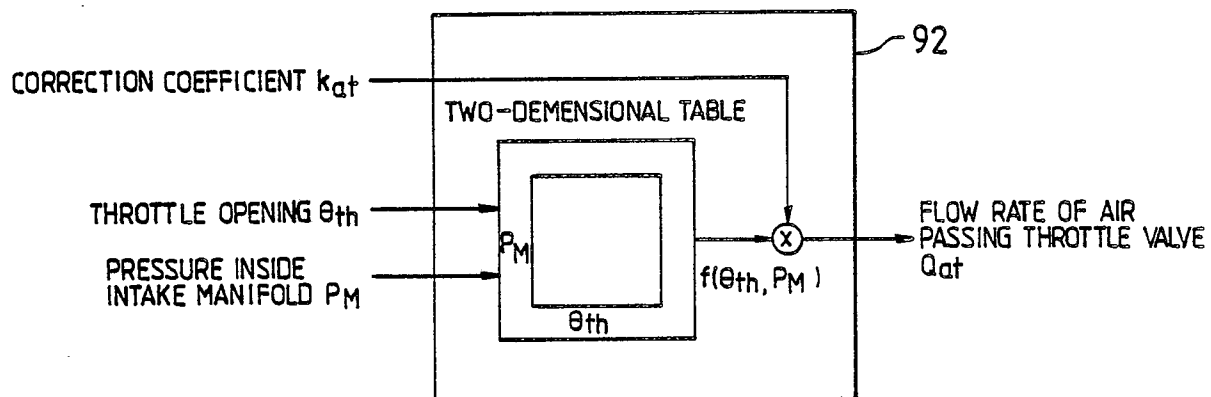 92
CORRECTION COEFFICIENT kat
TWO-DEMENSIONAL TABLE
THROTTLE OPENING θth
PRESSURE INSIDE
INTAKE MANIFOLD PM
PM
θth
f(θth, PM)
X
FLOW RATE OF AIR
PASSING THROTTLE VALVE
Qat